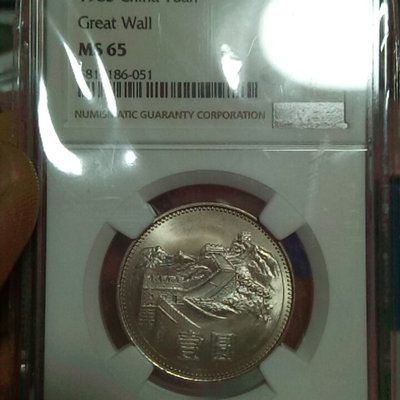 China Yuan
Great Wall
MS 65
186-051
NUMISMATIC GUARANTY CORPORATION
壹圆